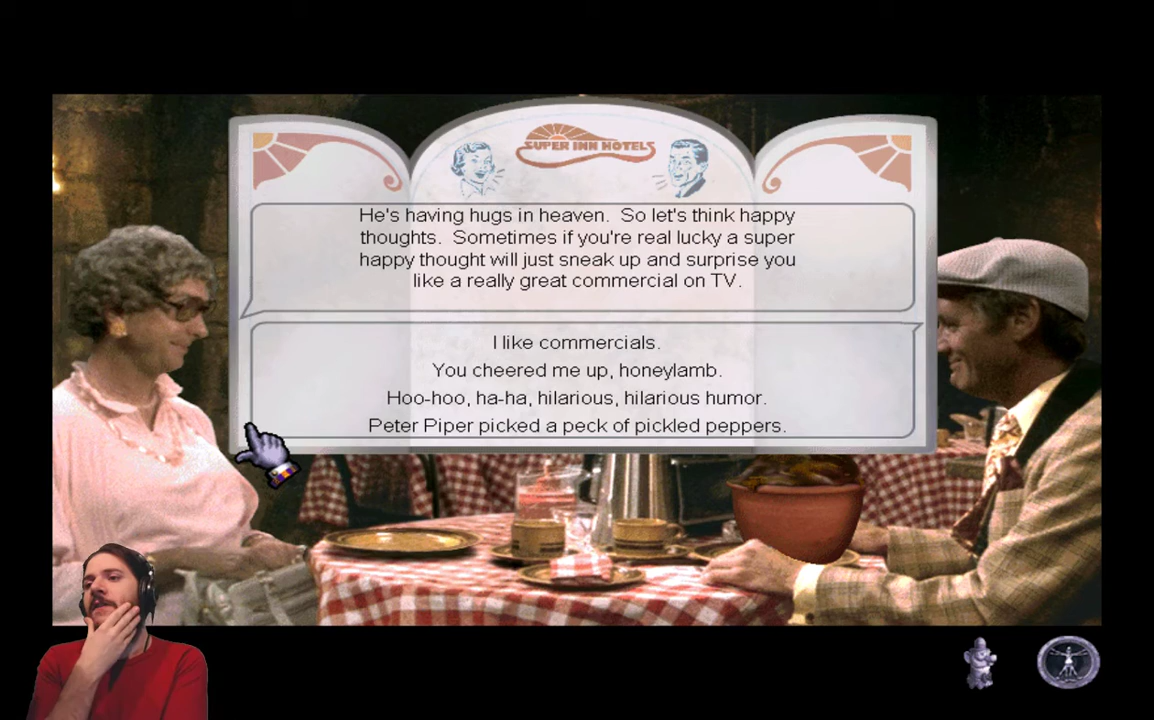 SUPER INN HOTELS
He's having hugs in heaven. So let's think happy
thoughts. Sometimes if you're real lucky a super
happy thought will just sneak up and surprise you
like a really great commercial on TV.
I like commercials.
You cheered me up, honeylamb.
Hoo-hoo, ha-ha, hilarious, hilarious humor.
Peter Piper picked a peck of pickled peppers.